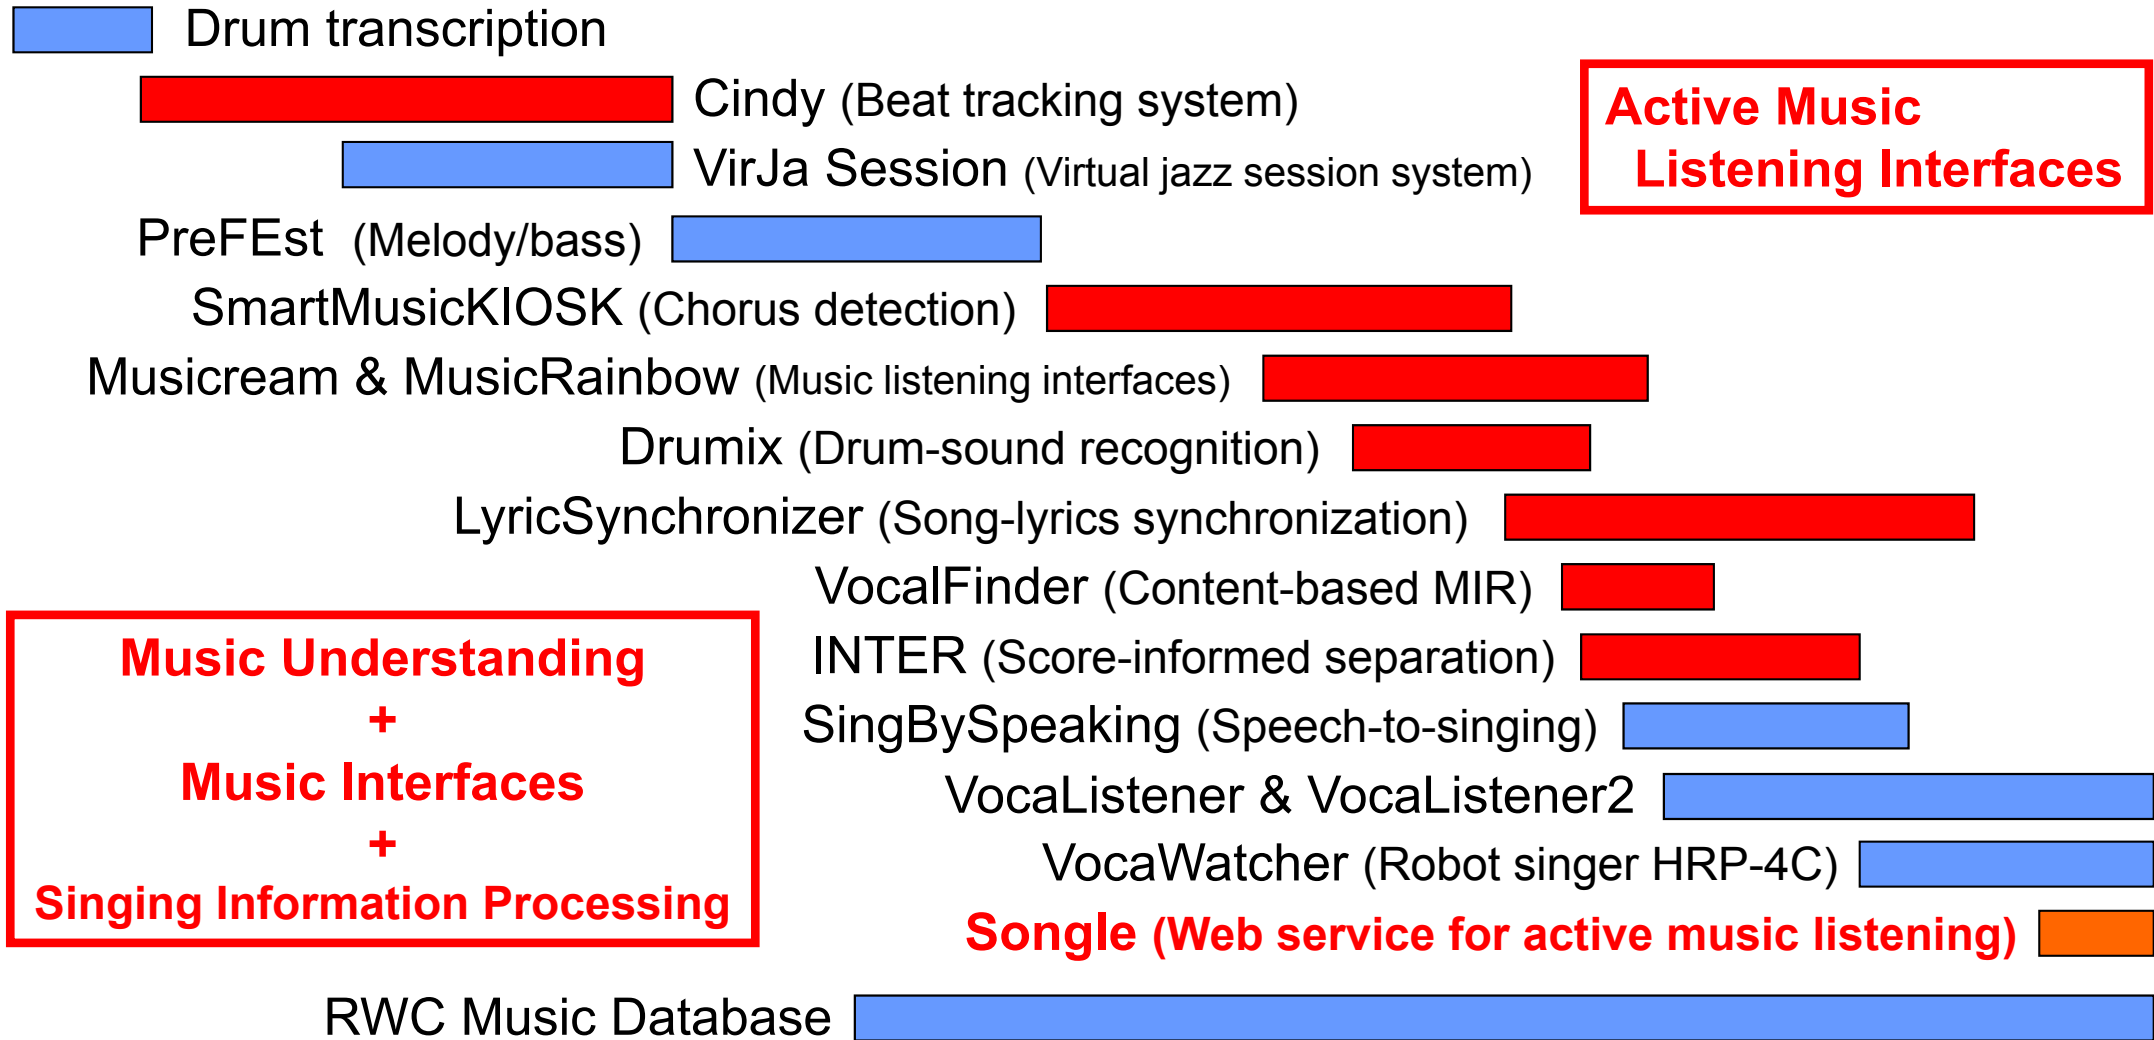 Drum transcription
Cindy (Beat tracking system)
Active Music
Listening Interfaces
VirJa Session (Virtual jazz session system)
PreFEst (Melody/bass)
SmartMusicKIOSK (Chorus detection)
Musicream & MusicRainbow (Music listening interfaces)
Drumix (Drum-sound recognition)
LyricSynchronizer (Song-lyrics synchronization)
VocalFinder (Content-based MIR)
INTER (Score-informed separation)
SingBySpeaking (Speech-to-singing)
VocaListener & VocaListener2
VocaWatcher (Robot singer HRP-4C)
Songle (Web service for active music listening)
Music Understanding
+
Music Interfaces
+
Singing Information Processing
RWC Music Database